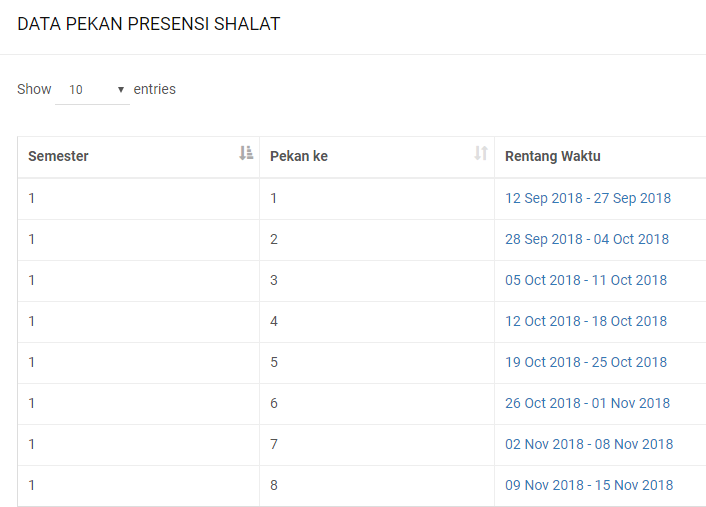 DATA PEKAN PRESENSI SHALAT
Show 10 entries
Semester Pekan ke Rentang Waktu
1 1 12 Sep 2018 - 27 Sep 2018
1 2 28 Sep 2018 - 04 Oct 2018
1 3 05 Oct 2018 - 11 Oct 2018
1 4 12 Oct 2018 - 18 Oct 2018
1 5 19 Oct 2018 - 25 Oct 2018
1 6 26 Oct 2018 - 01 Nov 2018
1 7 02 Nov 2018 - 08 Nov 2018
1 8 09 Nov 2018 - 15 Nov 2018